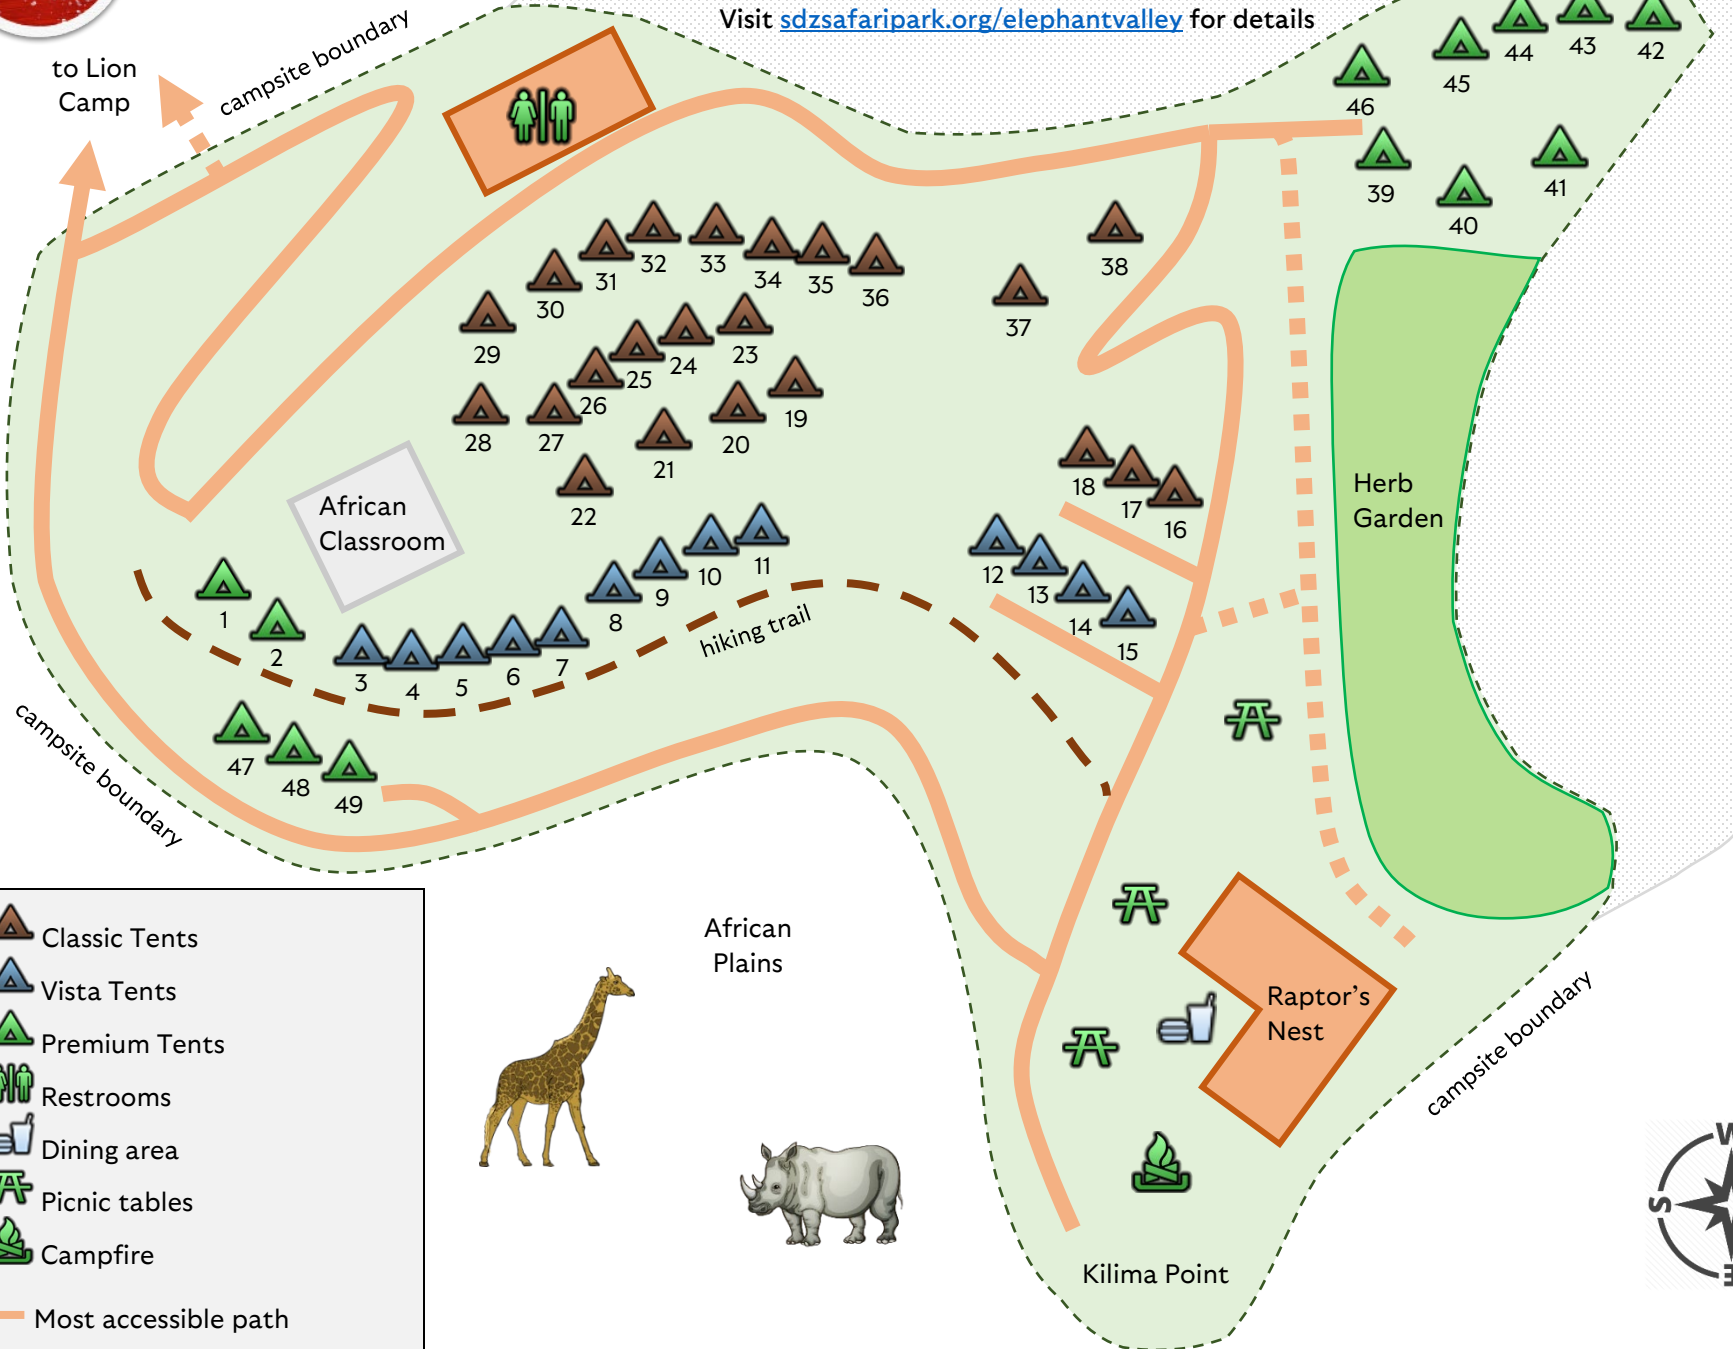 Visit sdzsafaripark.org/elephantvalley for details
to Lion
Camp
campsite boundary
44
43
42
45
46
39
40
41
38
37
32
33
31
34
35
36
30
29
23
24
25
26
19
20
28
27
21
22
18
17
16
African
Classroom
Herb
Garden
11
10
9
8
12
13
14
15
hiking trail
1
2
7
6
5
4
3
47
48
49
campsite boundary
African
Plains
Raptor's
Nest
campsite boundary
Kilima Point
Classic Tents
Vista Tents
Premium Tents
Restrooms
Dining area
Picnic tables
Campfire
Most accessible path
W
S
E